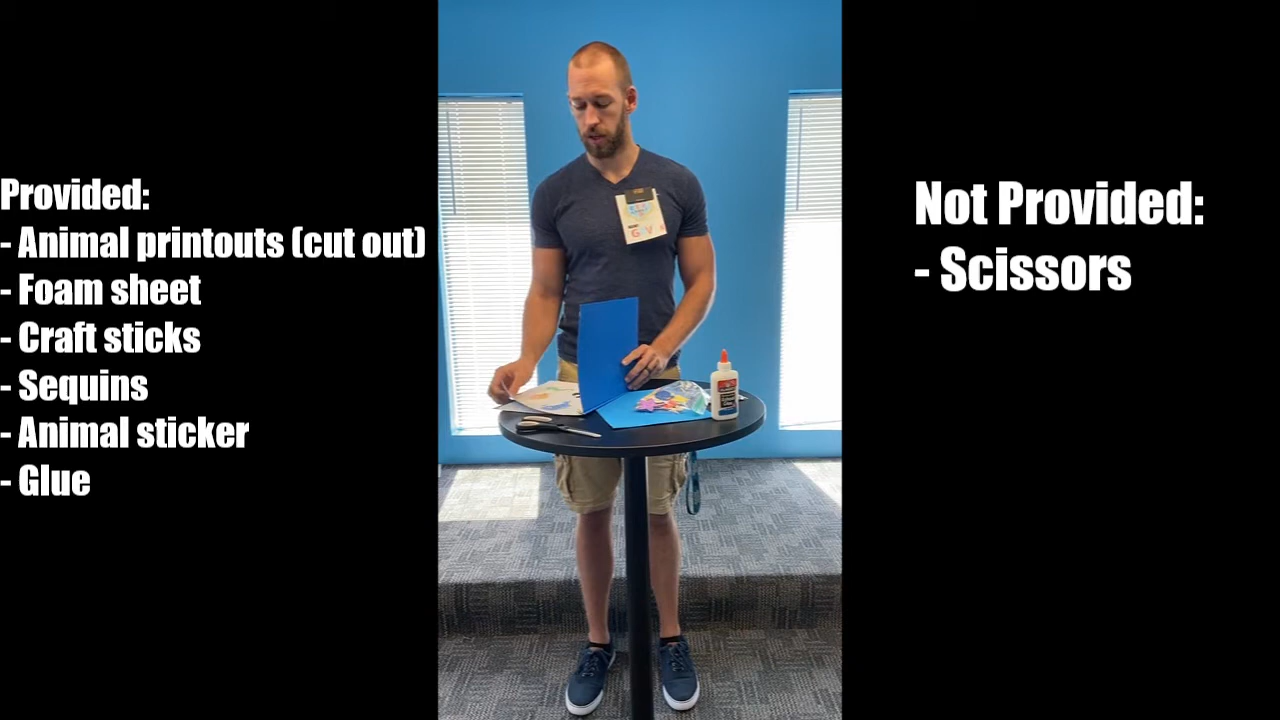 Provided:
- Animal printouts (cut out)
- Foam sheet
- Craft sticks
- Sequins
- Animal sticker
- Glue
Not Provided:
- Scissors